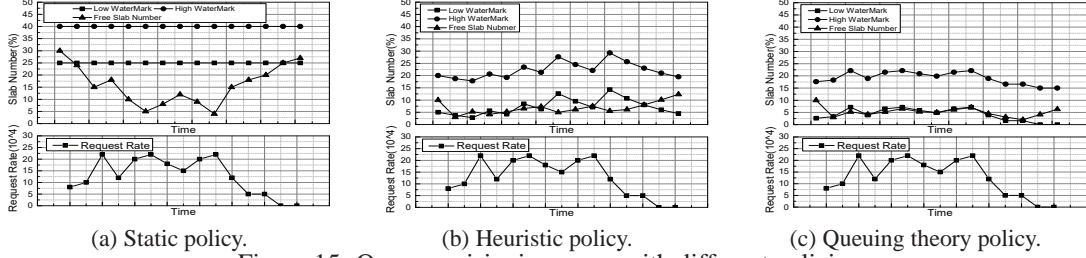 Low WaterMark
High WaterMark
Free Slab Number
Slab Number(%)
50
45
40
35
30
25
20
15
10
5
0
Time
Request Rate
Request Rate(10^4)
30
25
20
15
10
5
0
Time
(a) Static policy.
Low WaterMark
High WaterMark
Free Slab Nubmer
Slab Number(%)
50
45
40
35
30
25
20
15
10
5
0
Time
Request Rate
Request Rate(10^4)
30
25
20
15
10
5
0
Time
(b) Heuristic policy.
Low WaterMark
High WaterMark
Free Slab Number
Slab Number(%)
50
45
40
35
30
25
20
15
10
5
0
Time
Request Rate
Request Rate(10^4)
30
25
20
15
10
5
0
Time
(c) Queuing theory policy.